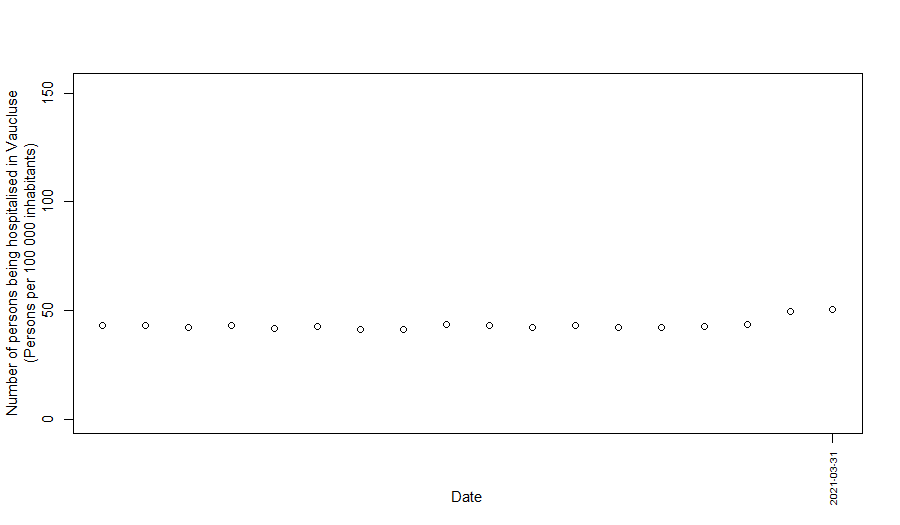 Number of persons being hospitalised in Vaucluse
(Persons per 100 000 inhabitants)
150
100
50
0
2021-03-31
Date